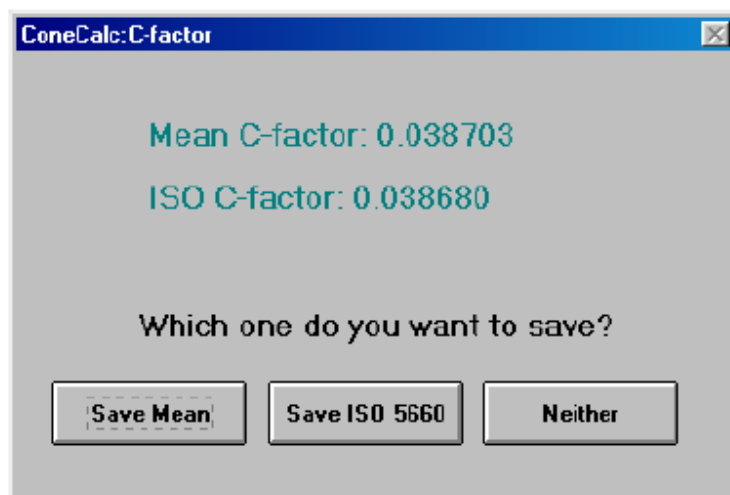 ConeCalc:C-factor
Mean C-factor: 0.038703
ISO C-factor: 0.038680
Which one do you want to save?
Save Mean Save ISO 5660 Neither